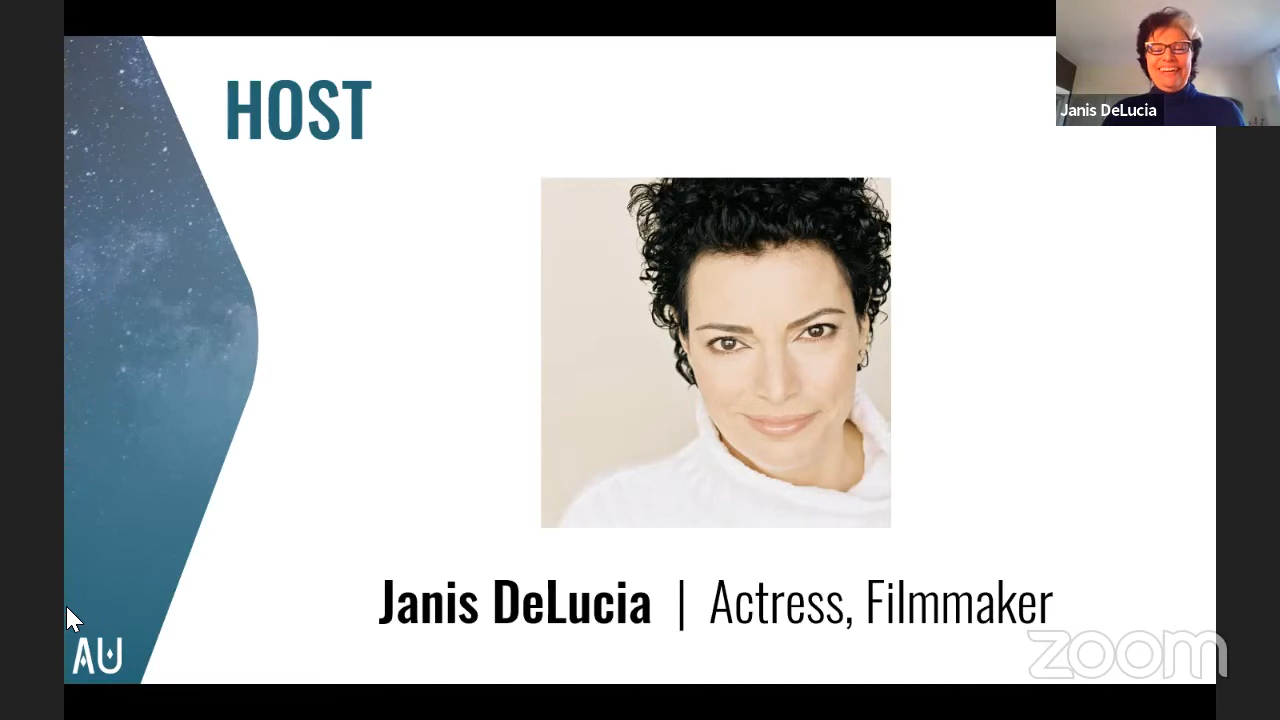 HOST
Janis DeLucia
Janis DeLucia | Actress, Filmmaker
AU
zoom